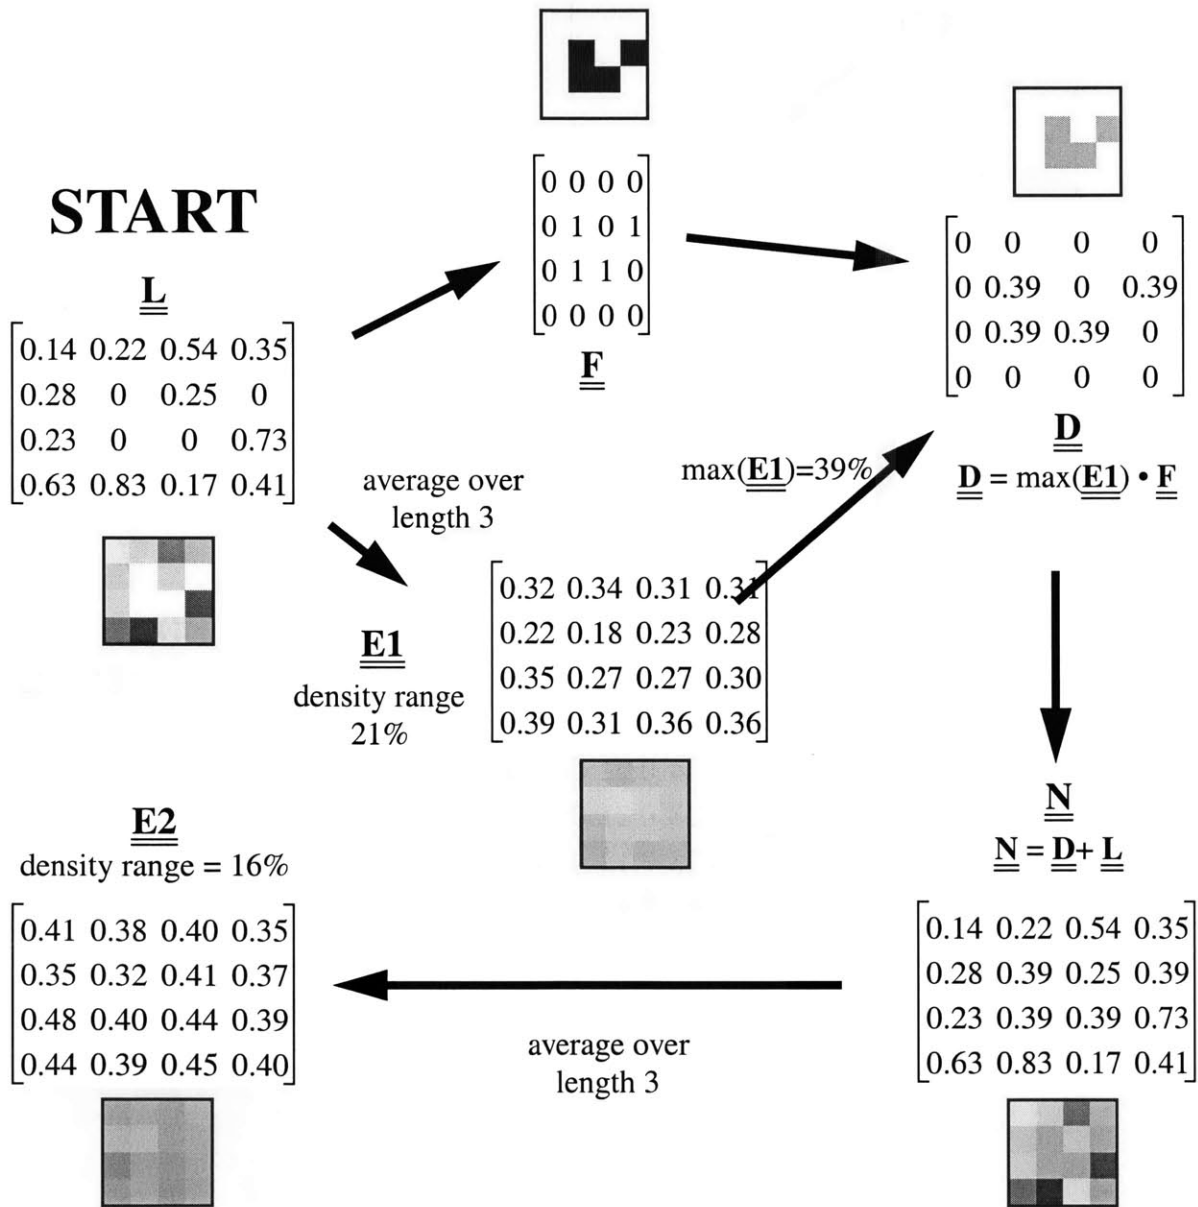 START
L
0.14 0.22 0.54 0.35
0.28 0 0.25 0
0.23 0 0 0.73
0.63 0.83 0.17 0.41
0 0 0 0
0 1 0 1
0 1 1 0
0 0 0 0
F
0 0 0 0
0 0.39 0 0.39
0 0.39 0.39 0
0 0 0 0
D
D = max(E1) • F
average over
length 3
max(E1)=39%
E1
density range
21%
0.32 0.34 0.31 0.31
0.22 0.18 0.23 0.28
0.35 0.27 0.27 0.30
0.39 0.31 0.36 0.36
N
N = D+ L
0.14 0.22 0.54 0.35
0.28 0.39 0.25 0.39
0.23 0.39 0.39 0.73
0.63 0.83 0.17 0.41
average over
length 3
E2
density range = 16%
0.41 0.38 0.40 0.35
0.35 0.32 0.41 0.37
0.48 0.40 0.44 0.39
0.44 0.39 0.45 0.40